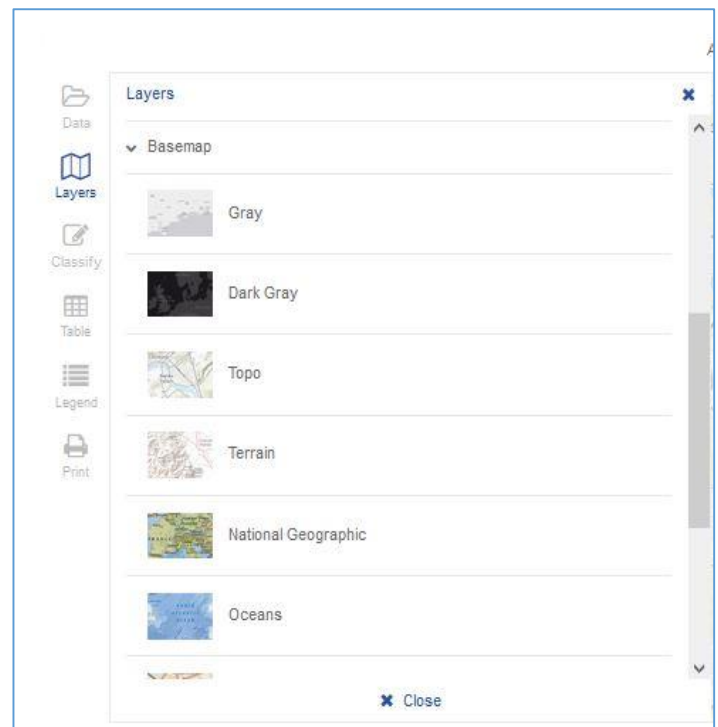 Data
Layers
Classify
Table
Legend
Print
Layers
Basemap
Gray
Dark Gray
Topo
Terrain
National Geographic
Oceans
Close